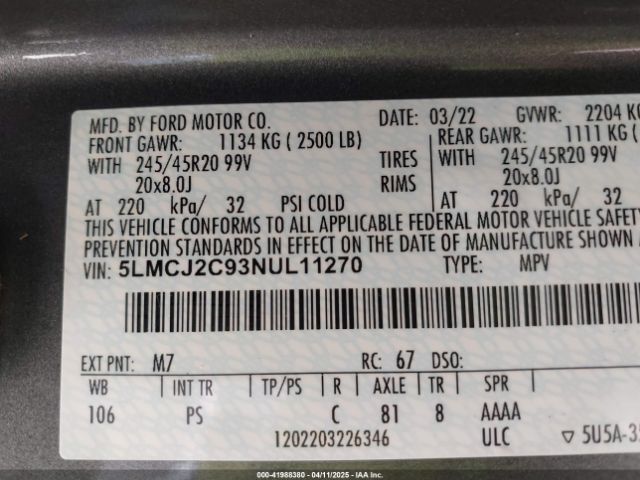 MFD. BY FORD MOTOR CO. DATE: 03/22 GVWR: 2204 KG
FRONT GAWR: 1134 KG ( 2500 LB) REAR GAWR: 1111 KG (
WITH 245/45R20 99V TIRES WITH 245/45R20 99V
20x8.0J RIMS 20x8.0J
AT 220 kPa/ 32 PSI COLD AT 220 kPa/ 32
THIS VEHICLE CONFORMS TO ALL APPLICABLE FEDERAL MOTOR VEHICLE SAFETY
PREVENTION STANDARDS IN EFFECT ON THE DATE OF MANUFACTURE SHOWN
VIN: 5LMCJ2C93NUL11270 TYPE: MPV
EXT PNT: M7 RC: 67 DSO:
WB INT TR TP/PS R AXLE TR SPR
106 PS C 81 8 AAAA
1202203226346 ULC ▽ 5U5A-35
000-41988380 - 04/11/2025 - IAA Inc.